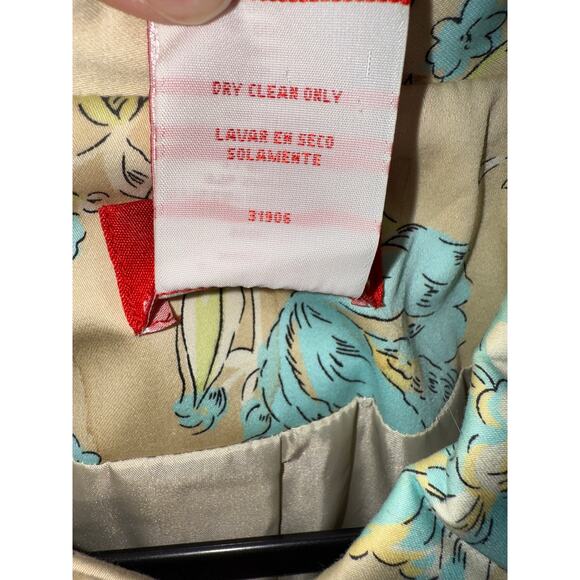 DRY CLEAN ONLY
LAVAR EN SECO
SOLAMENTE
31906